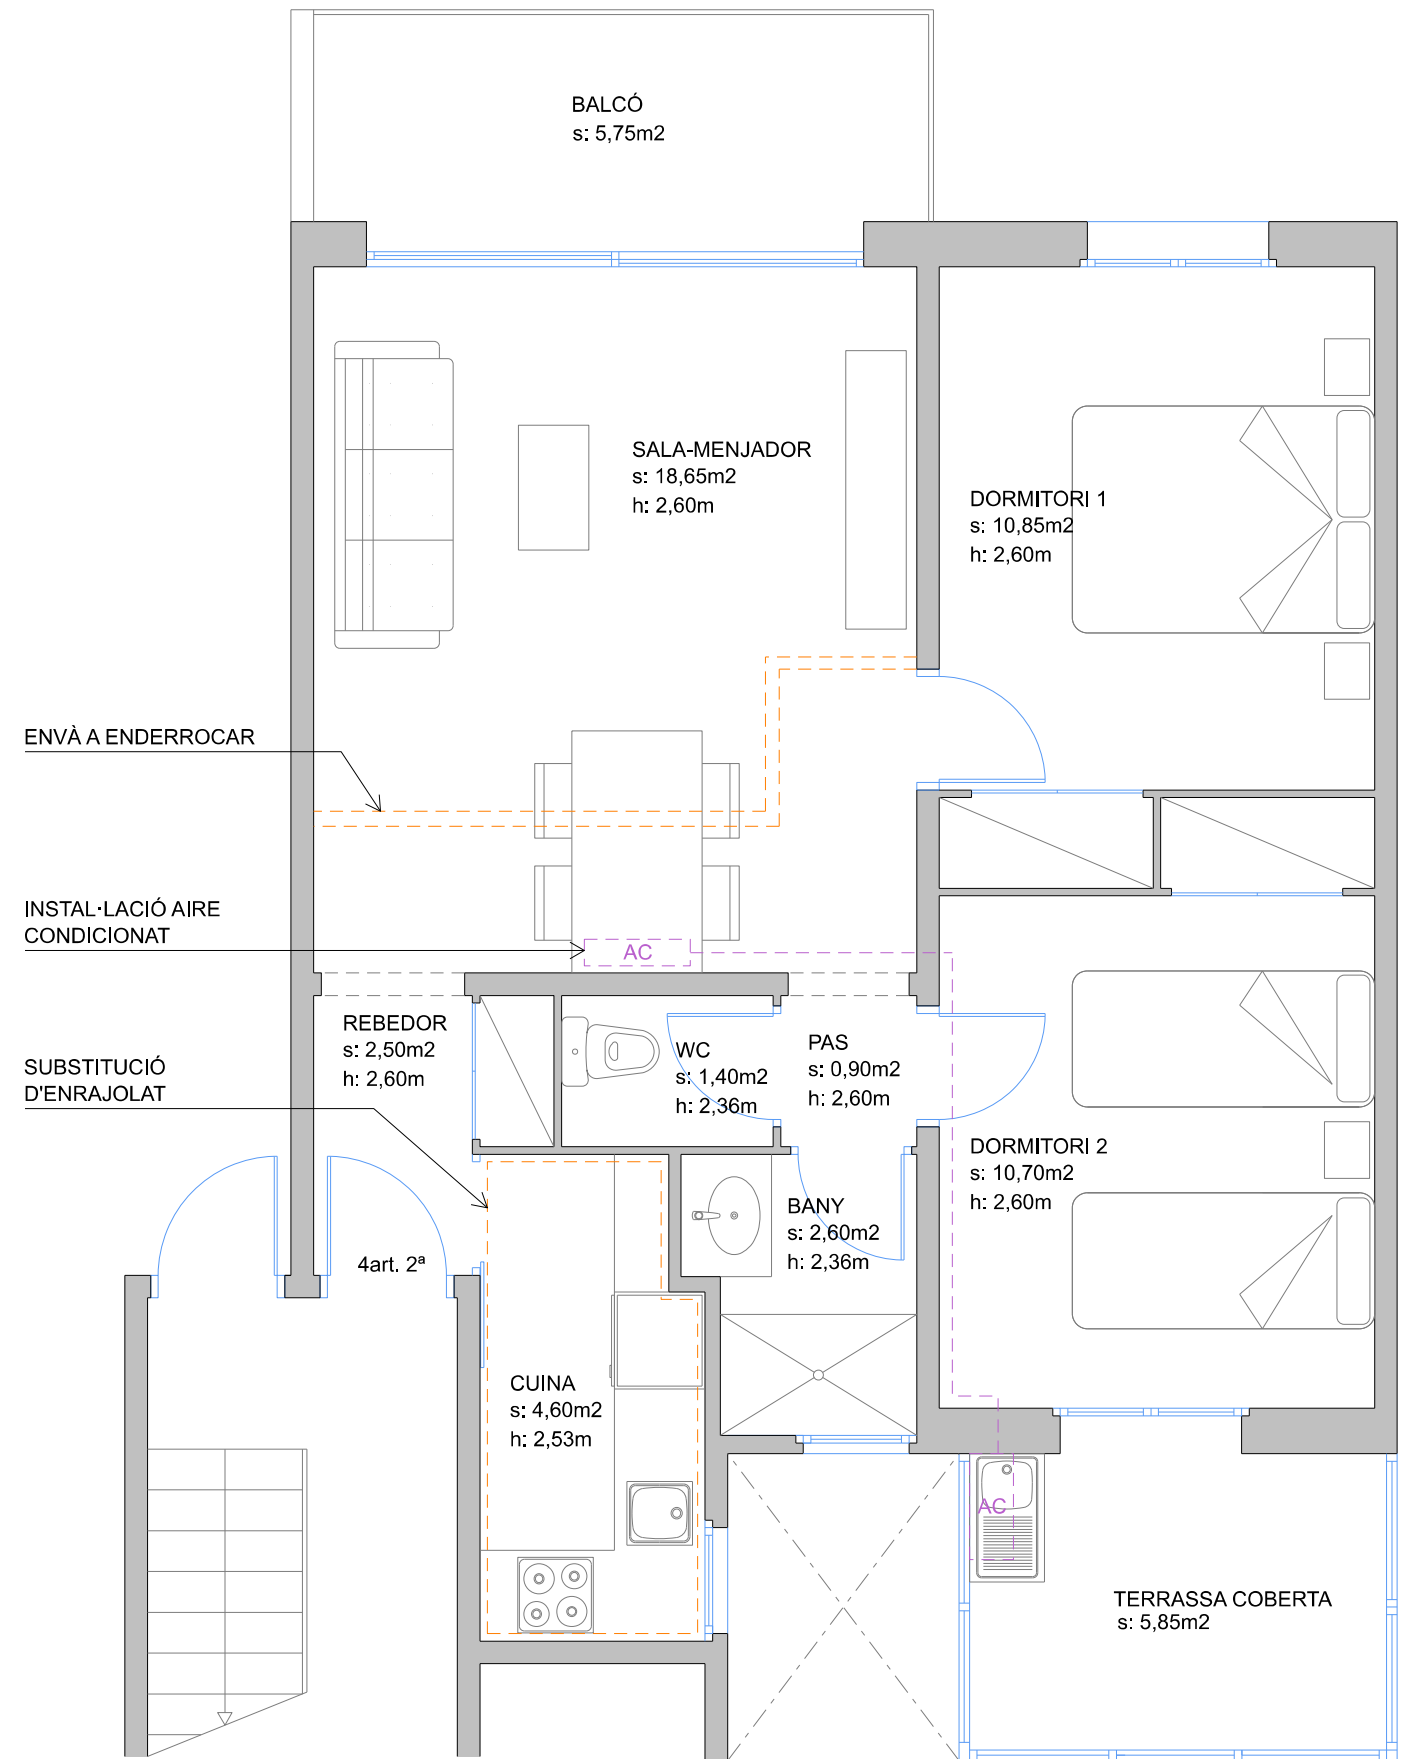 BALCÓ
s: 5,75m2
SALA-MENJADOR
s: 18,65m2
h: 2,60m
DORMITORI 1
s: 10,85m2
h: 2,60m
ENVÀ A ENDERROCAR
INSTAL·LACIÓ AIRE
CONDICIONAT
AC
REBEDOR
s: 2,50m2
h: 2,60m
WC
s: 1,40m2
h: 2,36m
PAS
s: 0,90m2
h: 2,60m
SUBSTITUCIÓ
D'ENRAJOLAT
DORMITORI 2
s: 10,70m2
h: 2,60m
BANY
s: 2,60m2
h: 2,36m
4art. 2ª
CUINA
s: 4,60m2
h: 2,53m
AC
TERRASSA COBERTA
s: 5,85m2